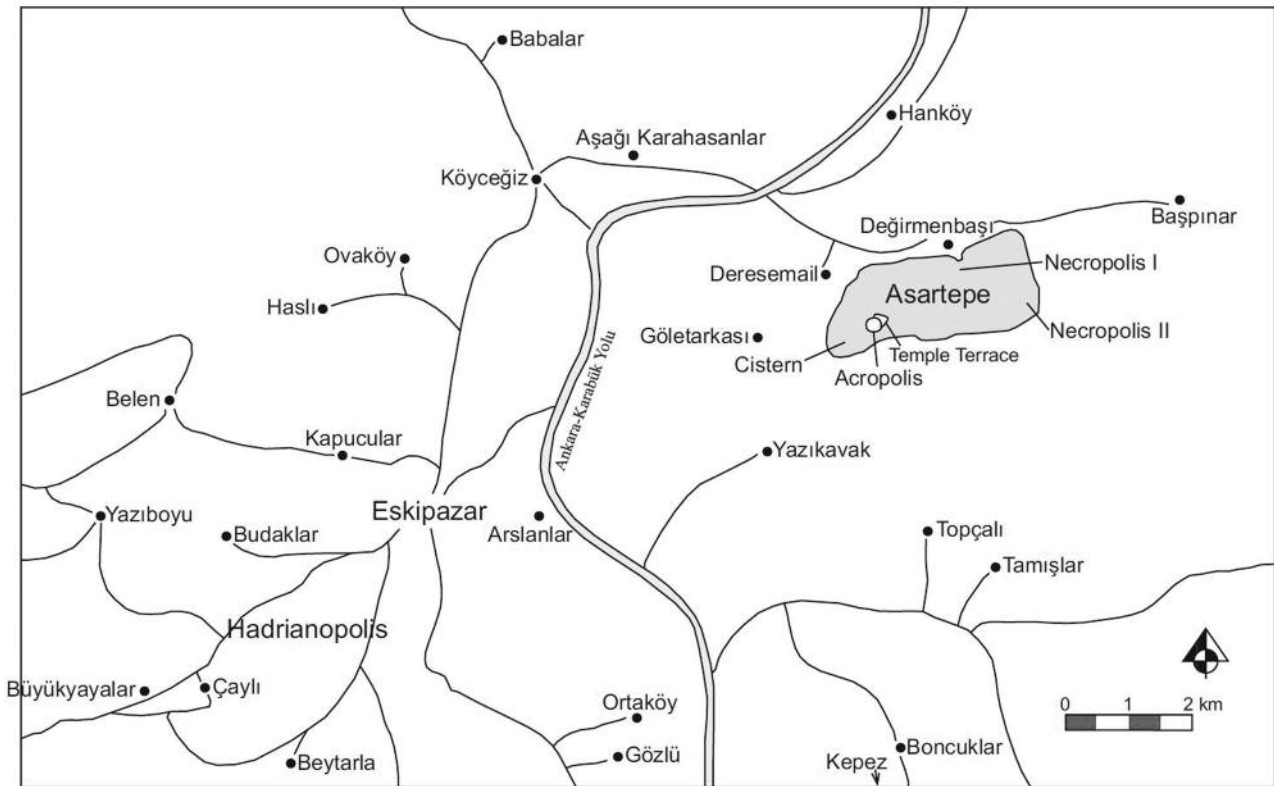 Babalar
Hanköy
Aşağı Karahasanlar
Köyceğiz
Başpınar
Değirmenbaşı
Ovaköy
Deresemail
Necropolis I
Asartepe
Haslı
Göletarkası
Necropolis II
Temple Terrace
Cistern
Acropolis
Ankara-Karabük Yolu
Belen
Kapucular
Yazıkavak
Eskipazar
Yazıboyu
Budaklar
Arslanlar
Topçalı
Tamışlar
Hadrianopolis
Büyükyayalar
Çaylı
Ortaköy
0 1 2 km
Gözlü
Boncuklar
Kepez
Beytarla